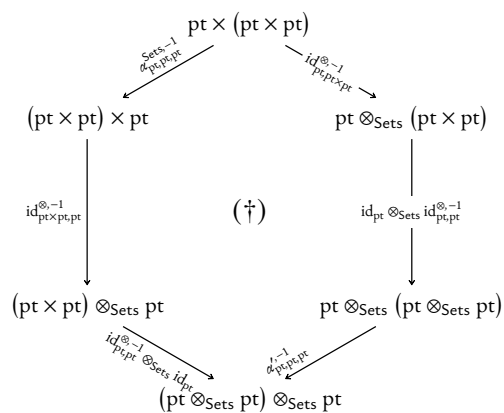 pt × (pt × pt)
α^{Sets,−1}_{pt,pt,pt}
id^{⊗,−1}_{pt,pt×pt}
(pt × pt) × pt
pt ⊗_{Sets} (pt × pt)
id^{⊗,−1}_{pt×pt,pt}
(†)
id_{pt} ⊗_{Sets} id^{⊗,−1}_{pt,pt}
(pt × pt) ⊗_{Sets} pt
pt ⊗_{Sets} (pt ⊗_{Sets} pt)
id^{⊗,−1}_{pt,pt} ⊗_{Sets} id_{pt}
α^{′,−1}_{pt,pt,pt}
(pt ⊗_{Sets} pt) ⊗_{Sets} pt